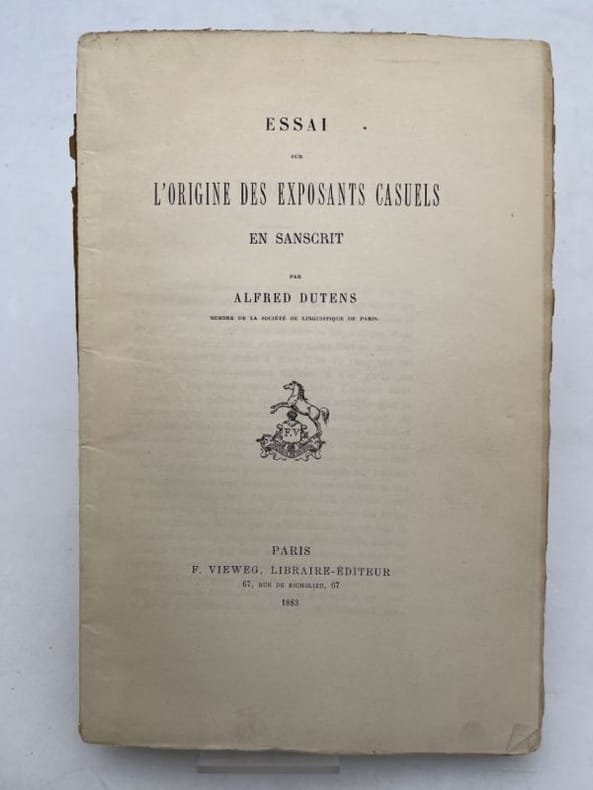 ESSAI
SUR
L'ORIGINE DES EXPOSANTS CASUELS
EN SANSCRIT
PAR
ALFRED DUTENS
MEMBRE DE LA SOCIÉTÉ DE LINGUISTIQUE DE PARIS.
F. V
PARIS
F. VIEWEG, LIBRAIRE-ÉDITEUR
67, RUE DE RICHELIEU, 67
1883